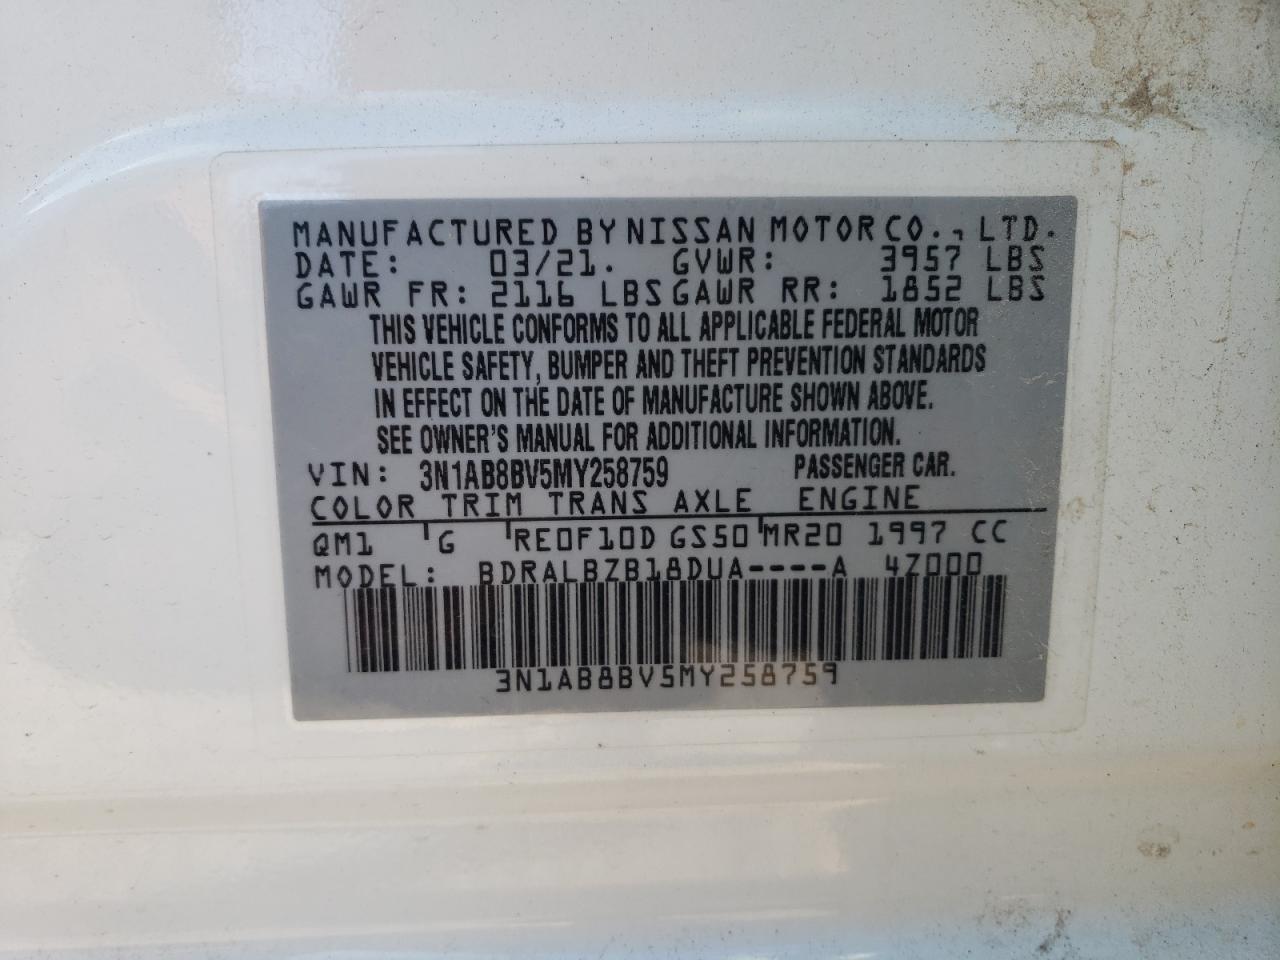 MANUFACTURED BY NISSAN MOTOR CO., LTD.
DATE: 03/21. GVWR: 3957 LBS
GAWR FR: 2116 LBS GAWR RR: 1852 LBS
THIS VEHICLE CONFORMS TO ALL APPLICABLE FEDERAL MOTOR
VEHICLE SAFETY, BUMPER AND THEFT PREVENTION STANDARDS
IN EFFECT ON THE DATE OF MANUFACTURE SHOWN ABOVE.
SEE OWNER'S MANUAL FOR ADDITIONAL INFORMATION.
VIN: 3N1AB8BV5MY258759 PASSENGER CAR.
COLOR TRIM TRANS AXLE ENGINE
QM1 G RE0F10D GS50 MR20 1997 CC
MODEL: BDRALBZB18DUA----A 4Z000
3N1AB8BV5MY258759